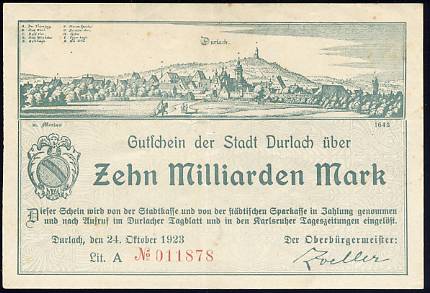 Durlach.
m. Merian
1643
Gutschein der Stadt Durlach über
Zehn Milliarden Mark
Dieser Schein wird von der Stadtkasse und von der städtischen Sparkasse in Zahlung genommen
und nach Aufruf im Durlacher Tagblatt und in den Karlsruher Tageszeitungen eingelöst.
Durlach, den 24. Oktober 1923
Der Oberbürgermeister:
Lit. A № 011878
Zoeller